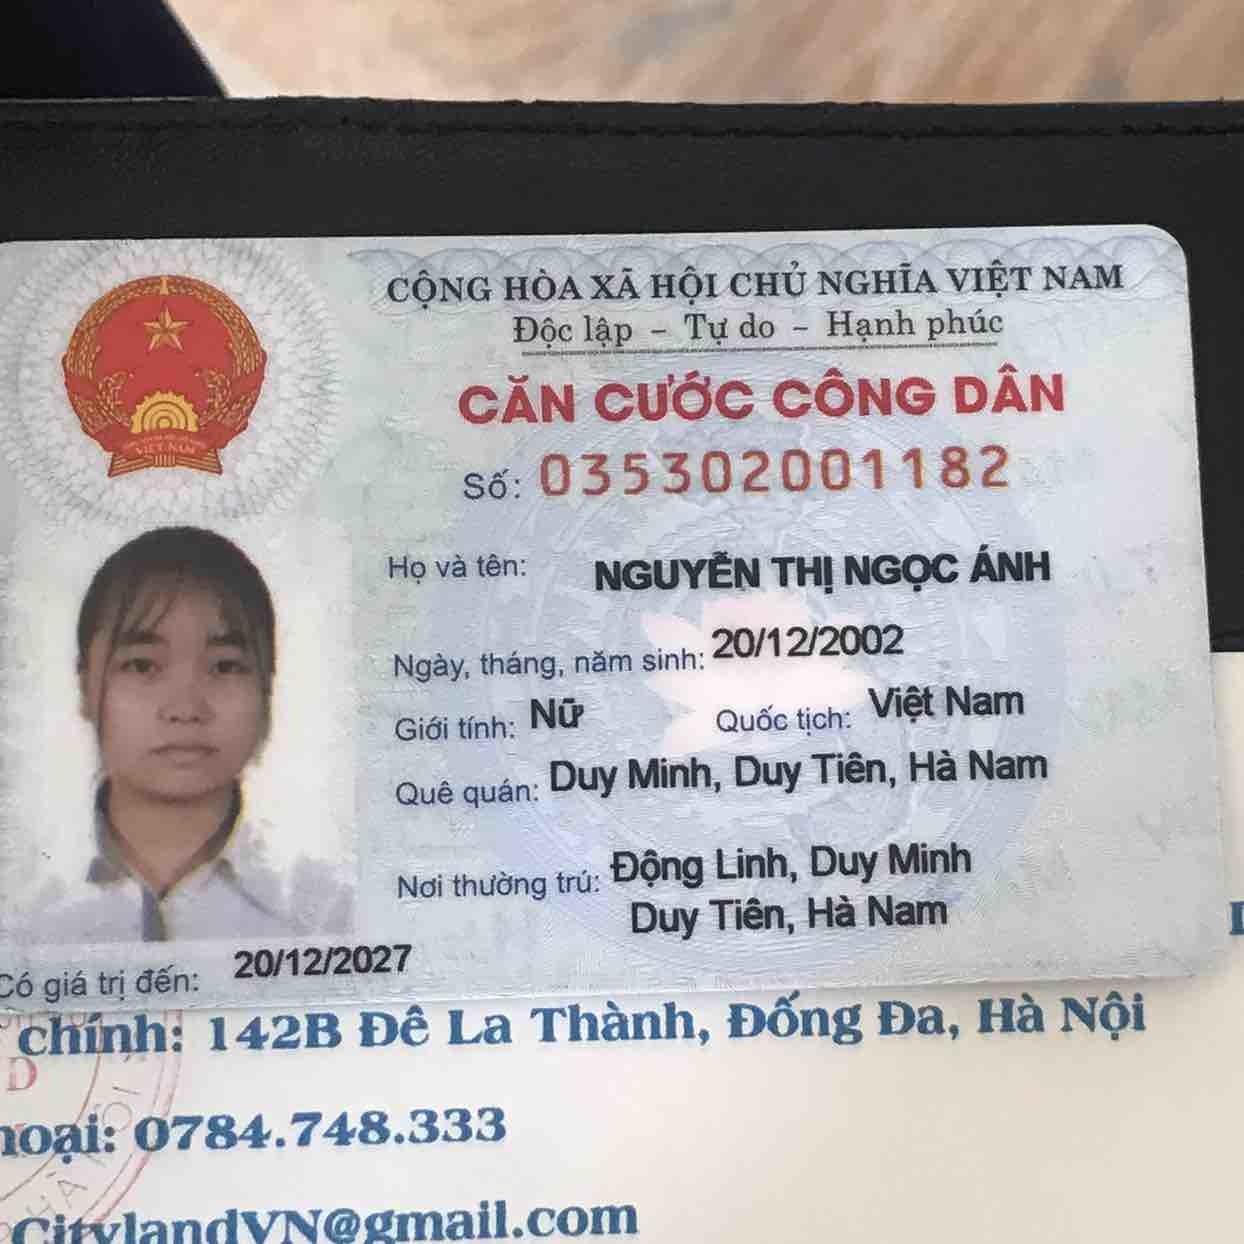 CỘNG HÒA XÃ HỘI CHỦ NGHĨA VIỆT NAM
Độc lập - Tự do - Hạnh phúc
CĂN CƯỚC CÔNG DÂN
Số: 035302001182
Họ và tên: NGUYỄN THỊ NGỌC ÁNH
Ngày, tháng, năm sinh: 20/12/2002
Giới tính: Nữ Quốc tịch: Việt Nam
Quê quán: Duy Minh, Duy Tiên, Hà Nam
Nơi thường trú: Động Linh, Duy Minh
Duy Tiên, Hà Nam
Có giá trị đến: 20/12/2027
chính: 142B Đê La Thành, Đống Đa, Hà Nội
hoại: 0784.748.333
CitylandVN@gmail.com